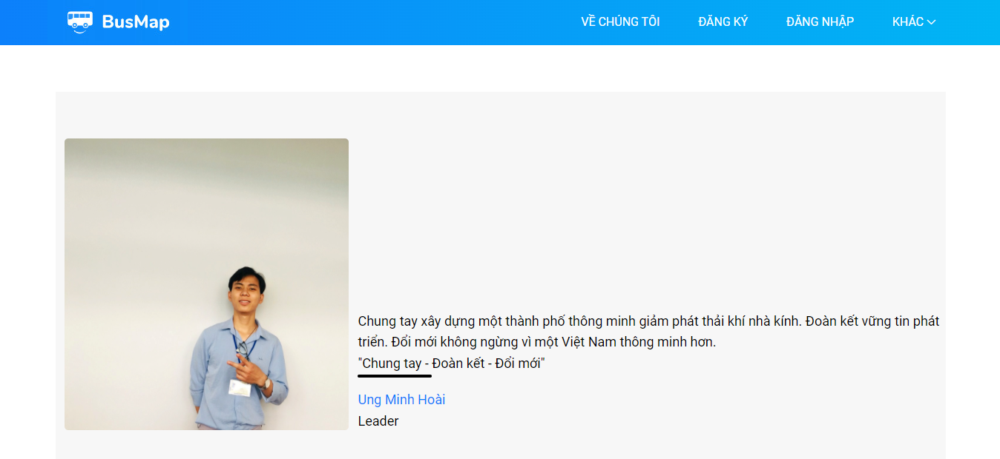 BusMap
VỀ CHÚNG TÔI
ĐĂNG KÝ
ĐĂNG NHẬP
KHÁC
Chung tay xây dựng một thành phố thông minh giảm phát thải khí nhà kính. Đoàn kết vững tin phát
triển. Đổi mới không ngừng vì một Việt Nam thông minh hơn.
"Chung tay - Đoàn kết - Đổi mới"
Ung Minh Hoài
Leader